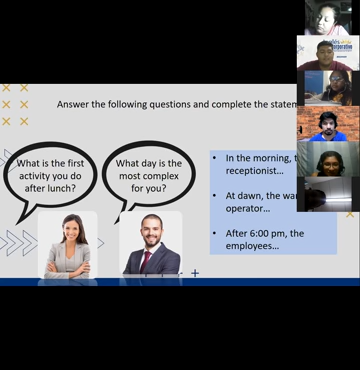 Answer the following questions and complete the
What is the first
activity you do
after lunch?
What day is the
most complex
for you?
• In the morning,
receptionist...
• At dawn, the
operator...
• After 6:00 pm, the
employees...